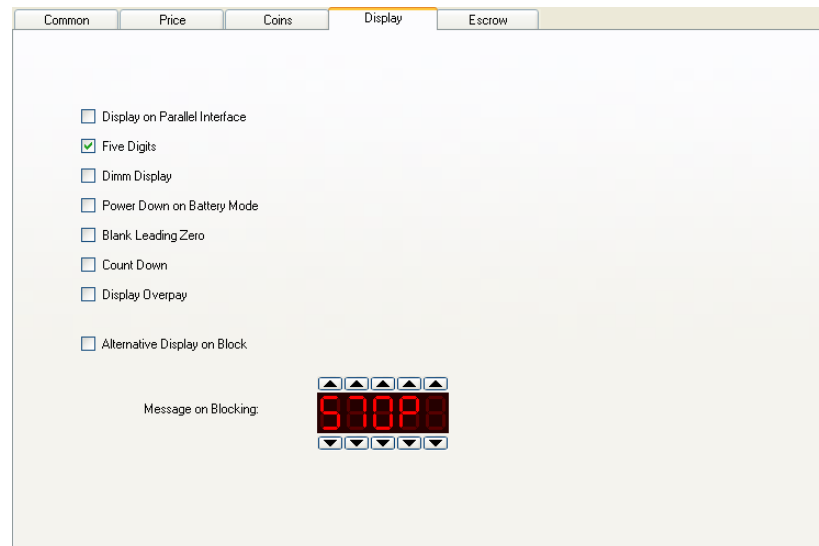 Common Price Coins Display Escrow
Display on Parallel Interface
Five Digits
Dimm Display
Power Down on Battery Mode
Blank Leading Zero
Count Down
Display Overpay
Alternative Display on Block
Message on Blocking: STOP